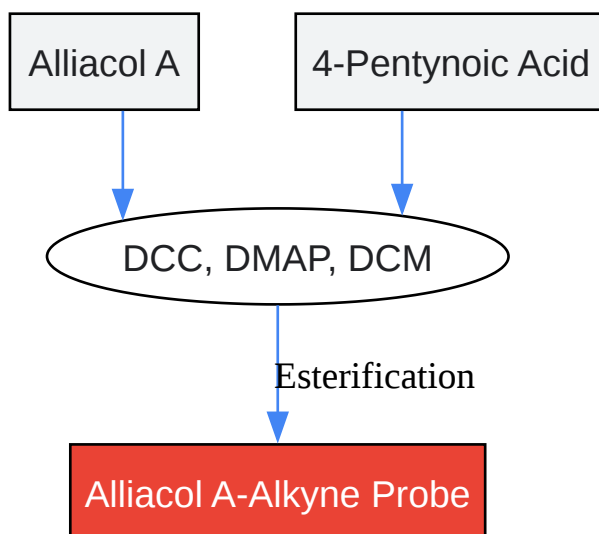 Alliacol A
4-Pentynoic Acid
DCC, DMAP, DCM
Esterification
Alliacol A-Alkyne Probe